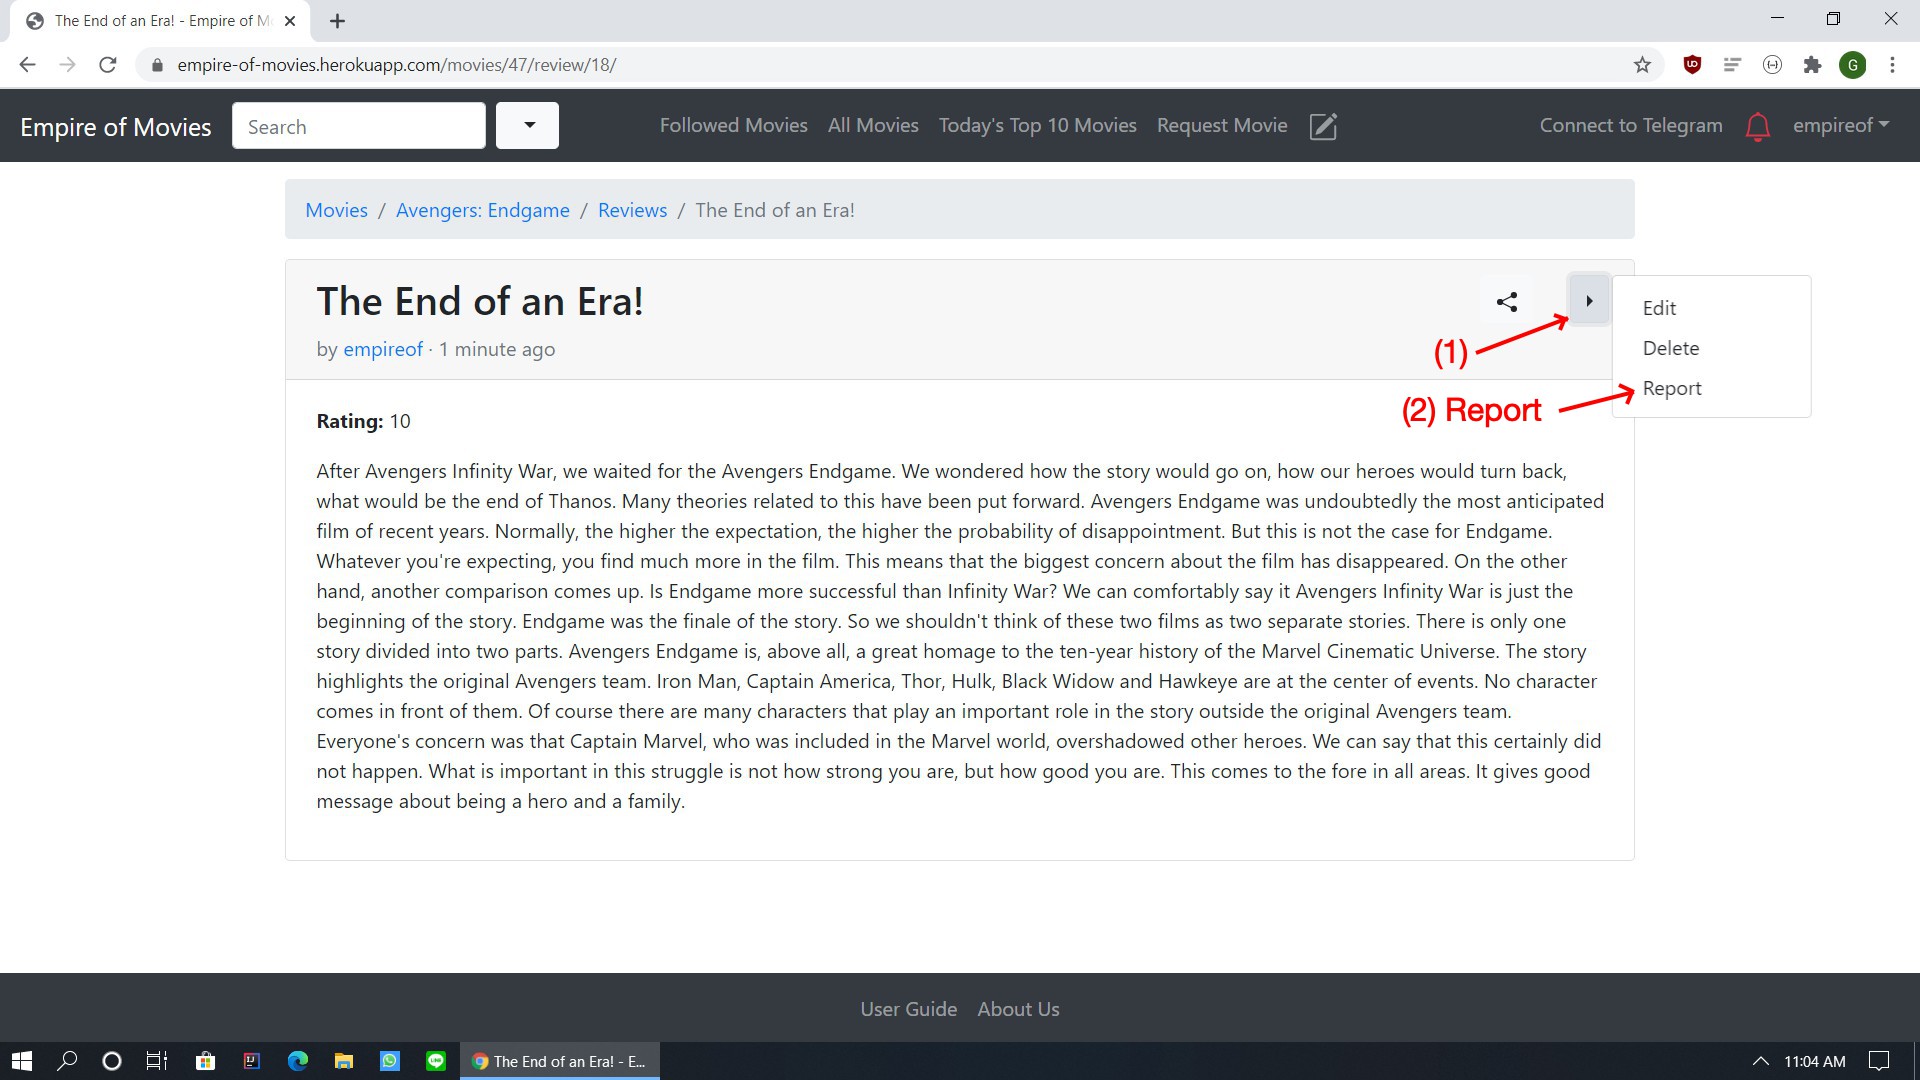 The End of an Era! - Empire of M
empire-of-movies.herokuapp.com/movies/47/review/18/
G
Empire of Movies
Search
Followed Movies
All Movies
Today's Top 10 Movies
Request Movie
Connect to Telegram
empireof
Movies / Avengers: Endgame / Reviews / The End of an Era!
The End of an Era!
by empireof · 1 minute ago
Edit
Delete
Report
(1)
(2) Report
Rating: 10
After Avengers Infinity War, we waited for the Avengers Endgame. We wondered how the story would go on, how our heroes would turn back,
what would be the end of Thanos. Many theories related to this have been put forward. Avengers Endgame was undoubtedly the most anticipated
film of recent years. Normally, the higher the expectation, the higher the probability of disappointment. But this is not the case for Endgame.
Whatever you're expecting, you find much more in the film. This means that the biggest concern about the film has disappeared. On the other
hand, another comparison comes up. Is Endgame more successful than Infinity War? We can comfortably say it Avengers Infinity War is just the
beginning of the story. Endgame was the finale of the story. So we shouldn't think of these two films as two separate stories. There is only one
story divided into two parts. Avengers Endgame is, above all, a great homage to the ten-year history of the Marvel Cinematic Universe. The story
highlights the original Avengers team. Iron Man, Captain America, Thor, Hulk, Black Widow and Hawkeye are at the center of events. No character
comes in front of them. Of course there are many characters that play an important role in the story outside the original Avengers team.
Everyone's concern was that Captain Marvel, who was included in the Marvel world, overshadowed other heroes. We can say that this certainly did
not happen. What is important in this struggle is not how strong you are, but how good you are. This comes to the fore in all areas. It gives good
message about being a hero and a family.
User Guide
About Us
The End of an Era! - E...
11:04 AM